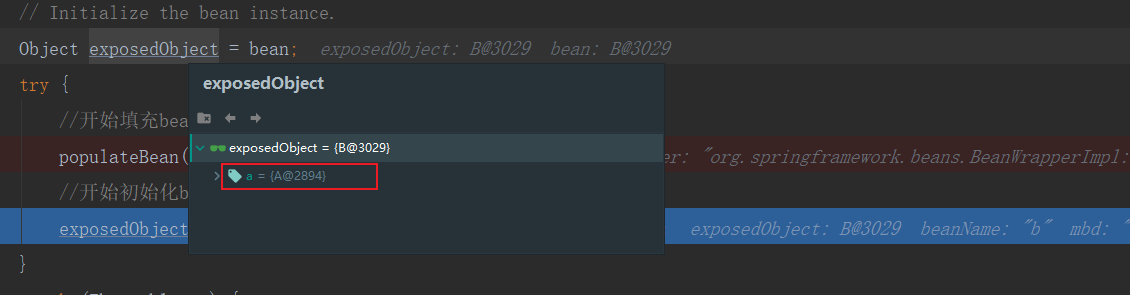 // Initialize the bean instance.
Object exposedObject = bean; exposedObject: B@3029 bean: B@3029
try {
exposedObject
//开始填充bea
exposedObject = {B@3029}
populateBean( er: "org.springframework.beans.BeanWrapperImpl:
a = {A@2894}
//开始初始化b
exposedObject exposedObject: B@3029 beanName: "b" mbd: "
}